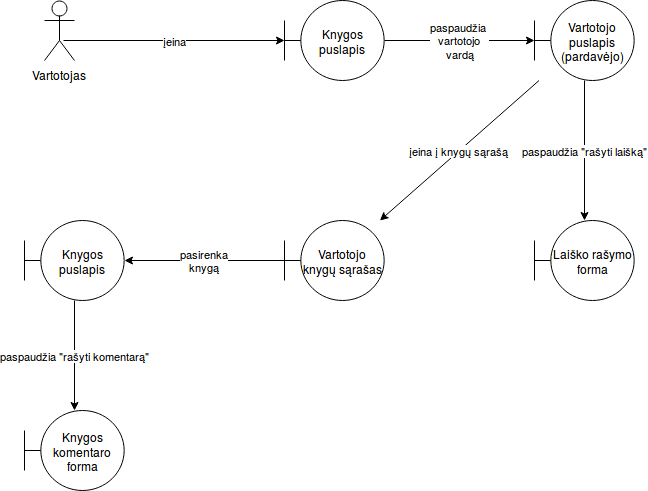 Vartotojas
įeina
Knygos
puslapis
paspaudžia
vartotojo
vardą
Vartotojo
puslapis
(pardavėjo)
įeina į knygų sąrašą
paspaudžia "rašyti laišką"
Knygos
puslapis
pasirenka
knygą
Vartotojo
knygų sąrašas
Laiško rašymo
forma
paspaudžia "rašyti komentarą"
Knygos
komentaro
forma